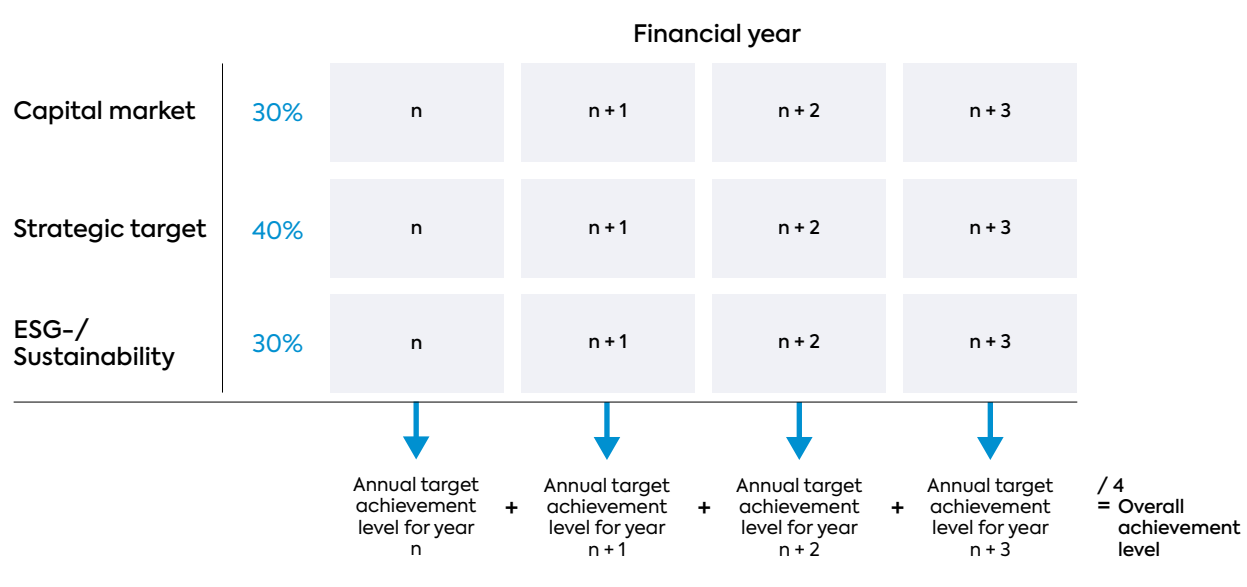 Financial year
Capital market 30% n n + 1 n + 2 n + 3
Strategic target 40% n n + 1 n + 2 n + 3
ESG-/
Sustainability 30% n n + 1 n + 2 n + 3
Annual target + Annual target + Annual target + Annual target / 4
achievement achievement achievement achievement = Overall
level for year level for year level for year level for year achievement
n n + 1 n + 2 n + 3 level